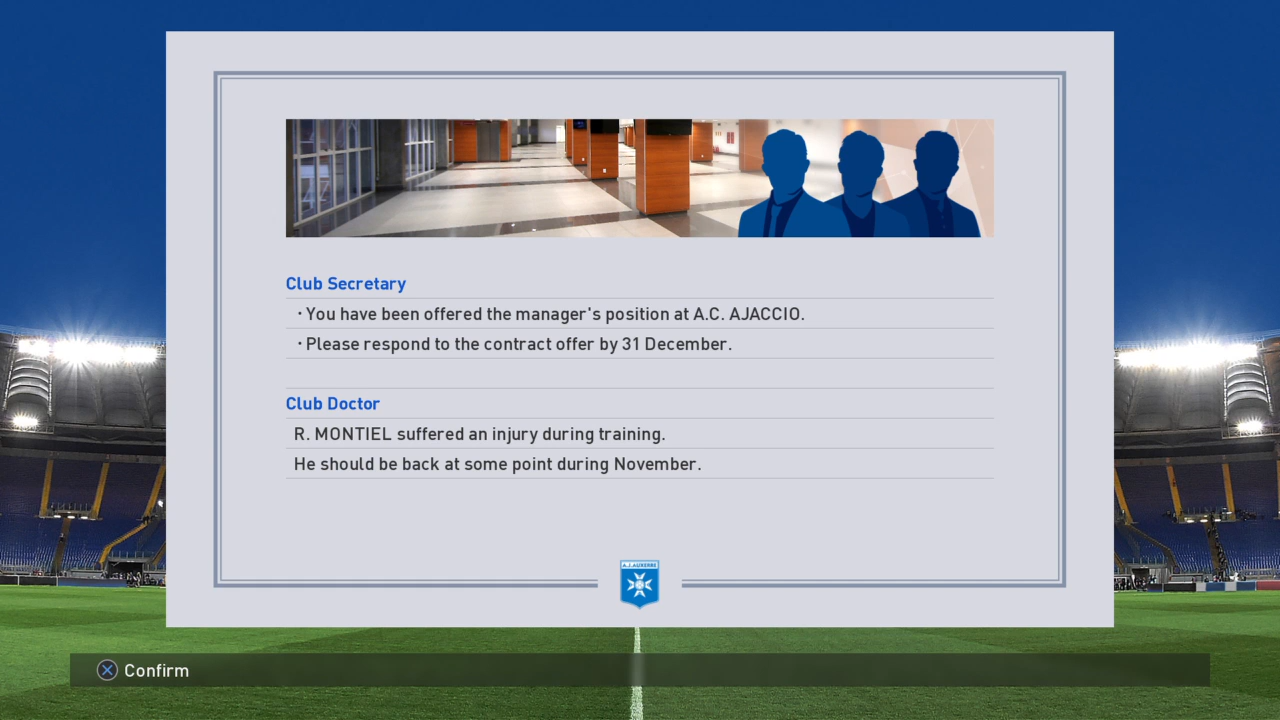 Club Secretary
・You have been offered the manager's position at A.C. AJACCIO.
・Please respond to the contract offer by 31 December.
Club Doctor
R. MONTIEL suffered an injury during training.
He should be back at some point during November.
A.J.AUXERRE
Confirm